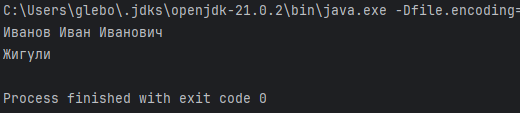 C:\Users\glebo\.jdks\openjdk-21.0.2\bin\java.exe -Dfile.encoding=
Иванов Иван Иванович
Жигули
Process finished with exit code 0